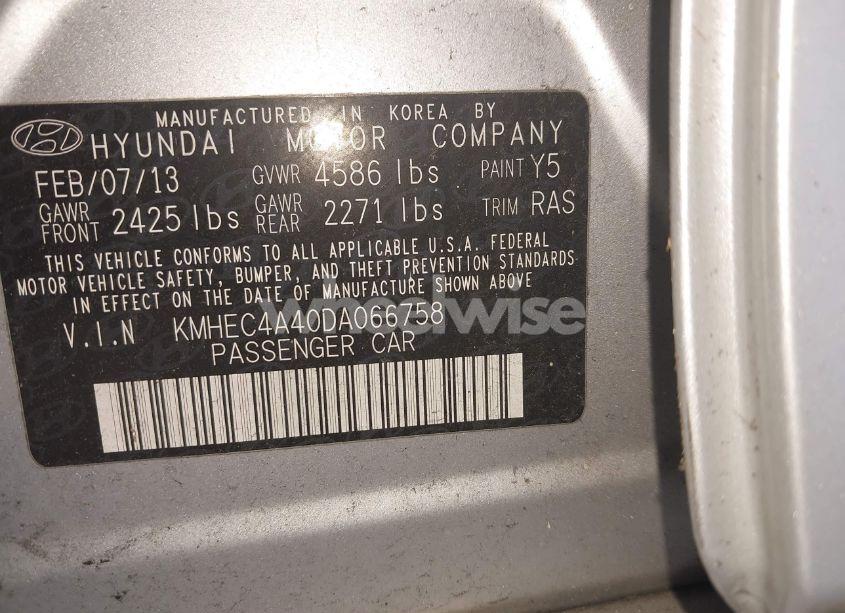 MANUFACTURED IN KOREA BY
HYUNDAI MOTOR COMPANY
FEB/07/13 GVWR 4586 lbs PAINT Y5
GAWR FRONT 2425 lbs GAWR REAR 2271 lbs TRIM RAS
THIS VEHICLE CONFORMS TO ALL APPLICABLE U.S.A. FEDERAL
MOTOR VEHICLE SAFETY, BUMPER, AND THEFT PREVENTION STANDARDS
IN EFFECT ON THE DATE OF MANUFACTURE SHOWN ABOVE
wheelwise
V.I.N KMHEC4A40DA066758
PASSENGER CAR